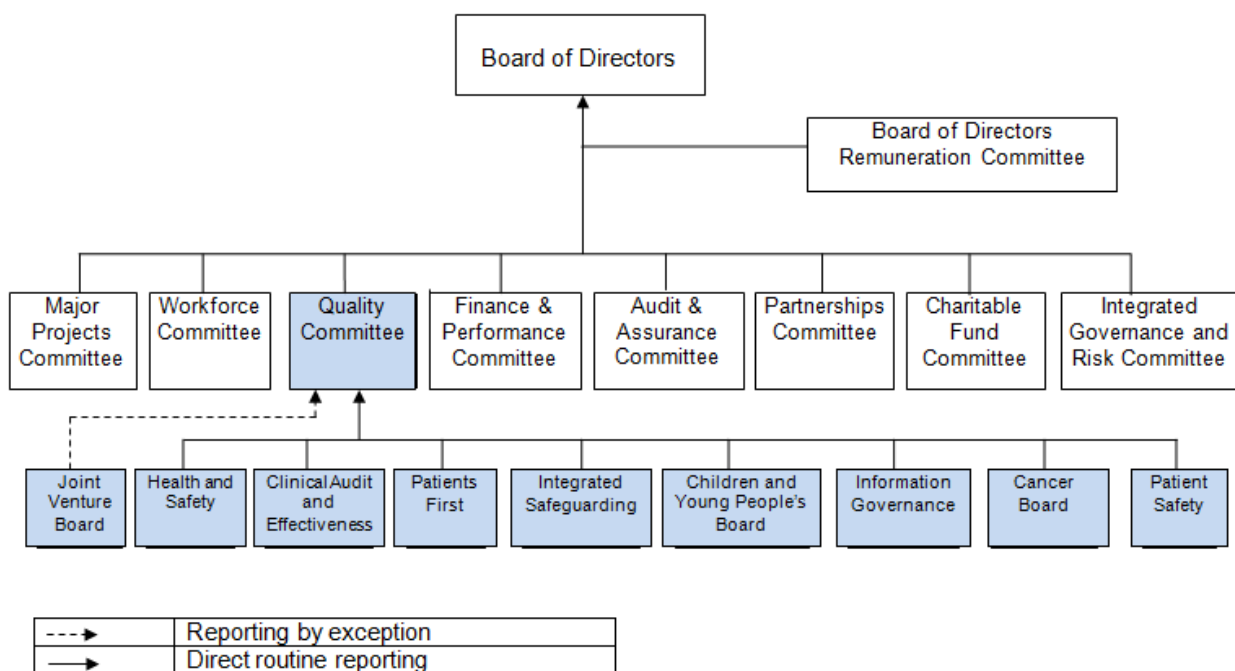 Board of Directors
Board of Directors
Remuneration Committee
Major
Projects
Committee
Workforce
Committee
Quality
Committee
Finance &
Performance
Committee
Audit &
Assurance
Committee
Partnerships
Committee
Charitable
Fund
Committee
Integrated
Governance and
Risk Committee
Joint
Venture
Board
Health and
Safety
Clinical Audit
and
Effectiveness
Patients
First
Integrated
Safeguarding
Children and
Young People's
Board
Information
Governance
Cancer
Board
Patient
Safety
Reporting by exception
Direct routine reporting